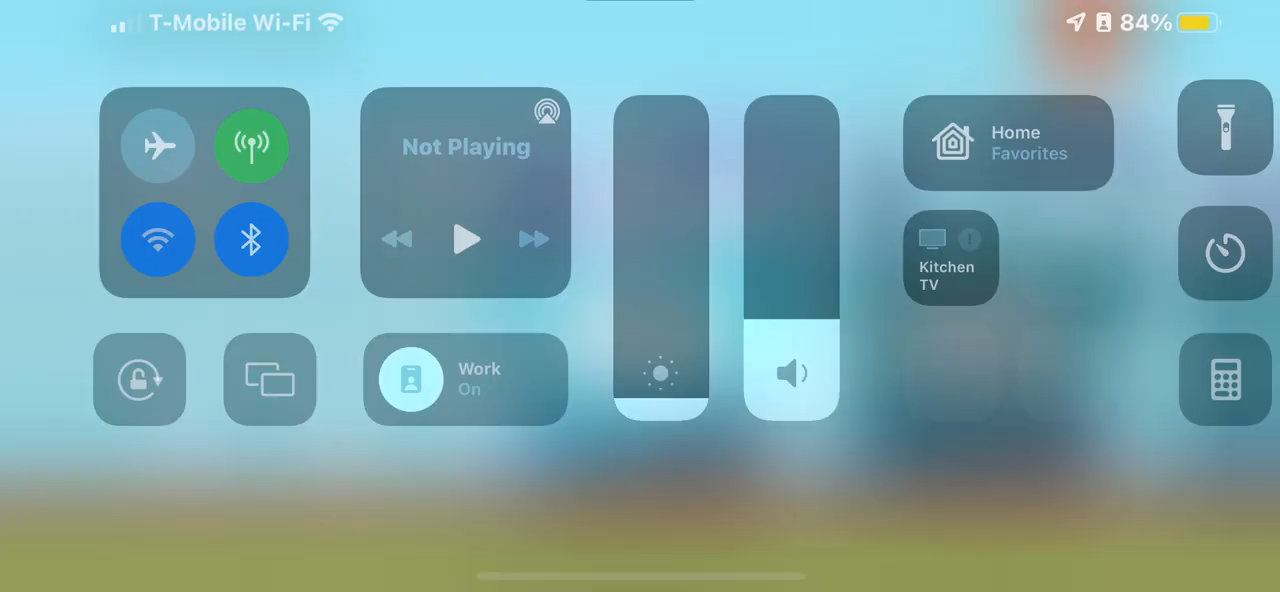 T-Mobile Wi-Fi
84%
Not Playing
Home
Favorites
Kitchen
TV
Work
On